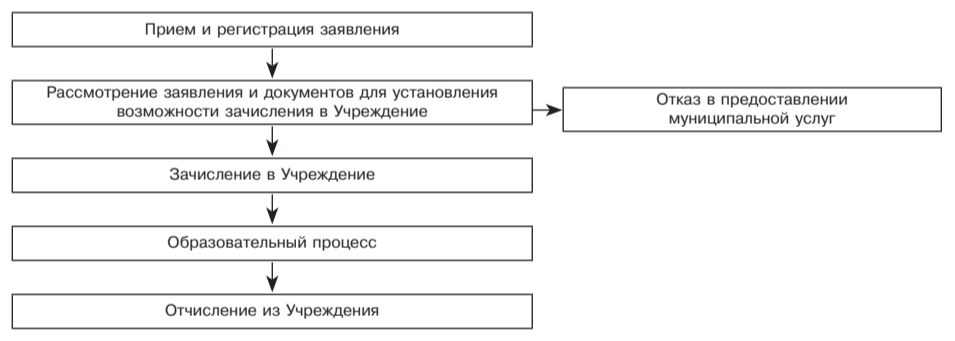 Прием и регистрация заявления
Рассмотрение заявления и документов для установления
возможности зачисления в Учреждение
Отказ в предоставлении
муниципальной услуг
Зачисление в Учреждение
Образовательный процесс
Отчисление из Учреждения